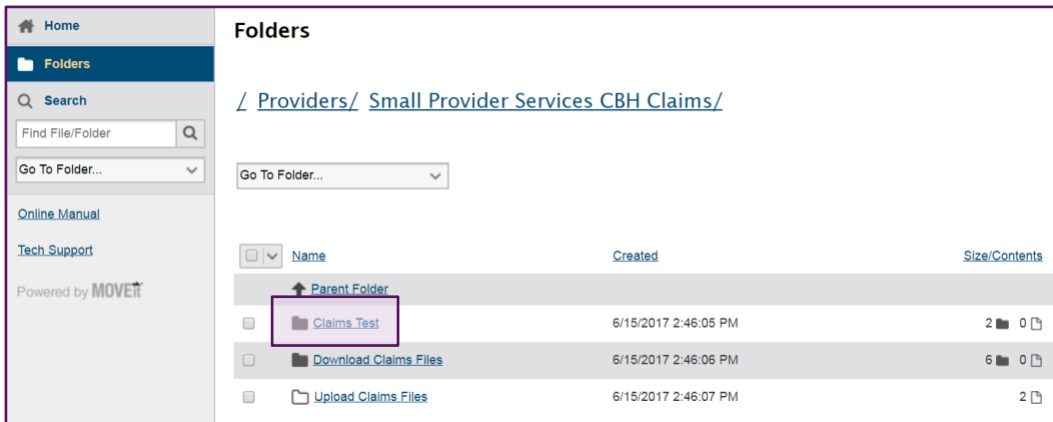 Home
Folders
Search
Find File/Folder
Go To Folder...
Online Manual
Tech Support
Powered by MOVEit
Folders
/ Providers/ Small Provider Services CBH Claims/
Go To Folder...
Name Created Size/Contents
Parent Folder
Claims Test 6/15/2017 2:46:05 PM 2 0
Download Claims Files 6/15/2017 2:46:06 PM 6 0
Upload Claims Files 6/15/2017 2:46:07 PM 2